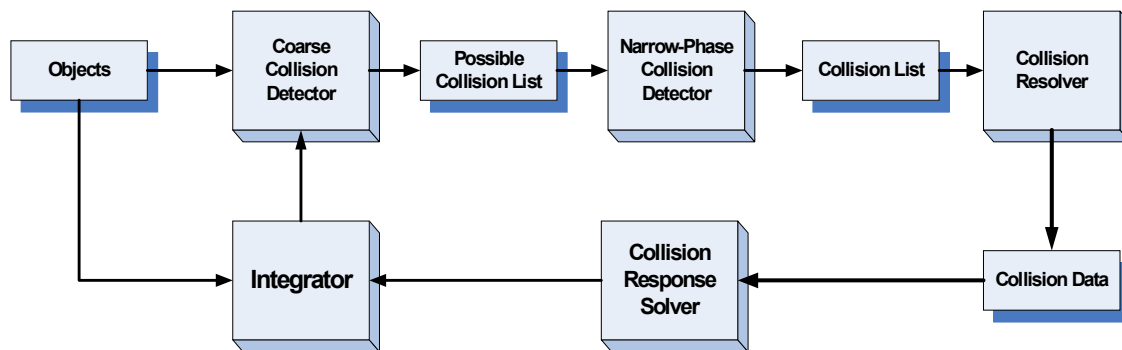 Objects
Coarse
Collision
Detector
Possible
Collision List
Narrow-Phase
Collision
Detector
Collision List
Collision
Resolver
Integrator
Collision
Response
Solver
Collision Data